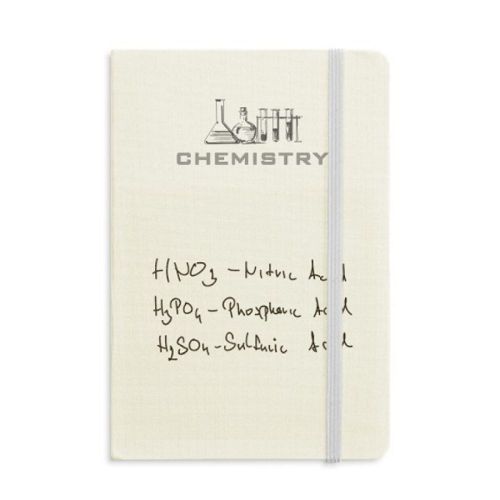 CHEMISTRY
HNO3 - Nitric Acid
H3PO4 - Phosphoric Acid
H2SO4 - Sulfuric Acid